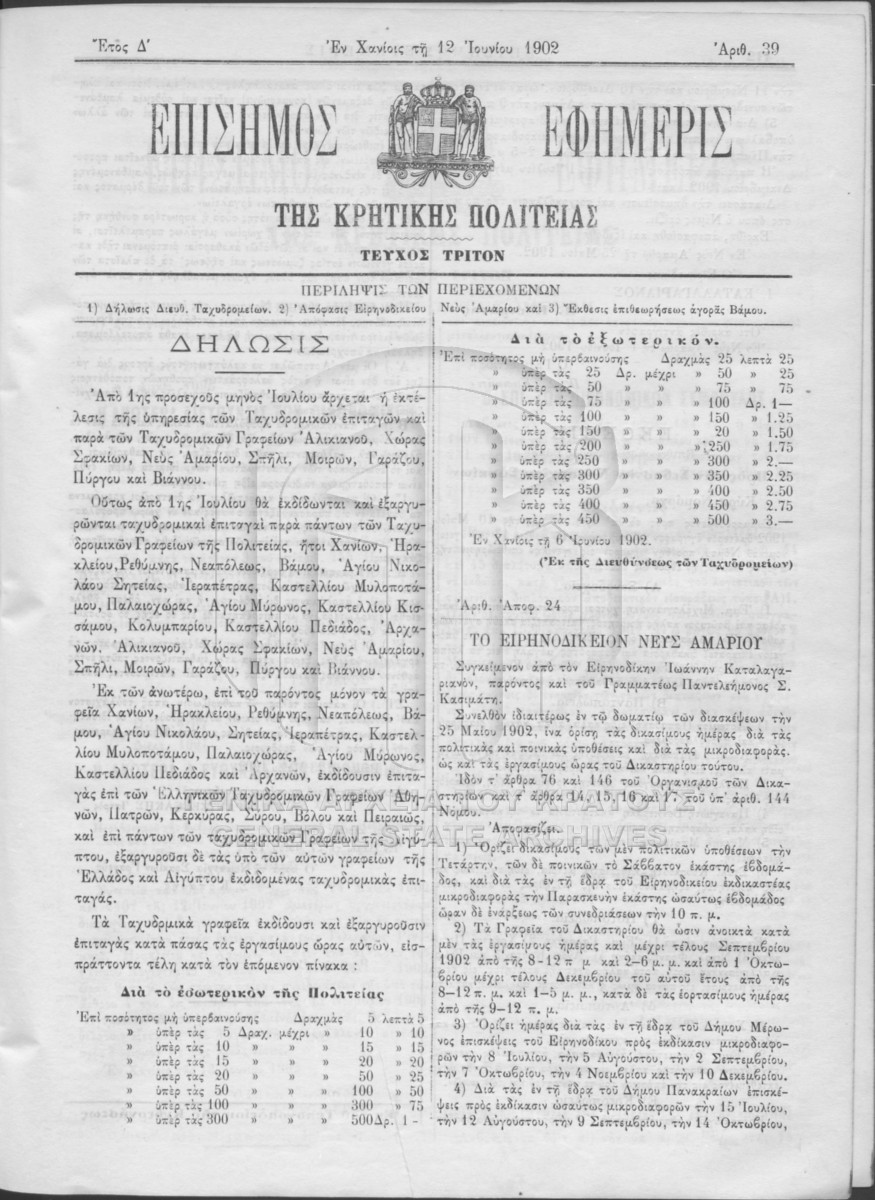 Ἔτος Δ΄ Ἐν Χανίοις τῇ 12 Ἰουνίου 1902 Ἀριθ. 39
ΕΠΙΣΗΜΟΣ ΕΦΗΜΕΡΙΣ
ΤΗΣ ΚΡΗΤΙΚΗΣ ΠΟΛΙΤΕΙΑΣ
ΤΕΥΧΟΣ ΤΡΙΤΟΝ
ΠΕΡΙΛΗΨΙΣ ΤΩΝ ΠΕΡΙΕΧΟΜΕΝΩΝ
1) Δήλωσις Διευθ. Ταχυδρομείων. 2) Ἀπόφασις Εἰρηνοδικείου Νεὺς Ἀμαρίου καὶ 3) Ἔκθεσις ἐπιθεωρήσεως ἀγορᾶς Βάμου.
ΔΗΛΩΣΙΣ
Ἀπὸ 1ης προσεχοῦς μηνὸς Ἰουλίου ἄρχεται ἡ ἐκτέ-
λεσις τῆς ὑπηρεσίας τῶν Ταχυδρομικῶν ἐπιταγῶν καὶ
παρὰ τῶν Ταχυδρομικῶν Γραφείων Ἀλικιανοῦ, Χώρας
Σφακίων, Νεὺς Ἀμαρίου, Σπῆλι, Μοιρῶν, Γαράζου,
Πύργου καὶ Βιάννου.
Οὕτως ἀπὸ 1ης Ἰουλίου θὰ ἐκδίδωνται καὶ ἐξαργυ-
ρῶνται ταχυδρομικαὶ ἐπιταγαὶ παρὰ πάντων τῶν Ταχυ-
δρομικῶν Γραφείων τῆς Πολιτείας, ἤτοι Χανίων, Ἡρα-
κλείου, Ρεθύμνης, Νεαπόλεως, Βάμου, Ἁγίου Νικο-
λάου Σητείας, Ἱεραπέτρας, Καστελλίου Μυλοποτά-
μου, Παλαιοχώρας, Ἁγίου Μύρωνος, Καστελλίου Κισ-
σάμου, Κολυμπαρίου, Καστελλίου Πεδιάδος, Ἀρχα-
νῶν. Ἀλικιανοῦ, Χώρας Σφακίων, Νεὺς Ἀμαρίου,
Σπῆλι, Μοιρῶν, Γαράζου, Πύργου καὶ Βιάννου.
Ἐκ τῶν ἀνωτέρω, ἐπὶ τοῦ παρόντος μόνον τὰ γρα-
φεῖα Χανίων, Ἡρακλείου, Ρεθύμνης, Νεαπόλεως, Βά-
μου, Ἁγίου Νικολάου, Σητείας, Ἱεραπέτρας, Καστελ-
λίου Μυλοποτάμου, Παλαιοχώρας, Ἁγίου Μύρωνος,
Καστελλίου Πεδιάδος καὶ Ἀρχανῶν, ἐκδίδουσιν ἐπιτα-
γὰς ἐπὶ τῶν Ἑλληνικῶν Ταχυδρομικῶν Γραφείων Ἀθη-
νῶν, Πατρῶν, Κερκύρας, Σύρου, Βόλου καὶ Πειραιῶς,
καὶ ἐπὶ πάντων τῶν ταχυδρομικῶν Γραφείων τῆς Αἰγύ-
πτου, ἐξαργυροῦσι δὲ τὰς ὑπὸ τῶν αὐτῶν γραφείων τῆς
Ἑλλάδος καὶ Αἰγύπτου ἐκδιδομένας ταχυδρομικὰς ἐπι-
ταγάς.
Τὰ Ταχυδρμικὰ γραφεῖα ἐκδίδουσι καὶ ἐξαργυροῦσιν
ἐπιταγὰς κατὰ πάσας τὰς ἐργασίμους ὥρας αὐτῶν, εἰσ-
πράττοντα τέλη κατὰ τὸν ἑπόμενον πίνακα :
Διὰ τὸ ἐσωτερικὸν τῆς Πολιτείας
Ἐπὶ ποσότητος μὴ ὑπερβαινούσης Δραχμὰς 5 λεπτὰ 5
» ὑπὲρ τὰς 5 Δραχ. μέχρι » 10 » 10
» ὑπὲρ τὰς 10 » » » 15 » 15
» ὑπὲρ τὰς 15 » » 20 » 20
» ὑπὲρ τὰς 20 » » 50 » 25
» ὑπὲρ τὰς 50 » » » 100 » 50
» ὑπὲρ τὰς 100 » » » 300 » 75
» ὑπὲρ τὰς 300 » » » 500 Δρ. 1 -
Διὰ τὸ ἐξωτερικόν.
Ἐπὶ ποσότητος μὴ ὑπερβαινούσης Δραχμὰς 25 λεπτὰ 25
» ὑπὲρ τὰς 25 Δρ. μέχρι » 50 » 25
» ὑπὲρ τὰς 50 » » » 75 » 75
» ὑπὲρ τὰς 75 » » » 100 Δρ. 1—
» ὑπὲρ τὰς 100 » » » 150 » 1.25
» ὑπὲρ τὰς 150 » » » 20 » 1.50
» ὑπὲρ τὰς 200 » » » 250 » 1.75
» ὑπὲρ τὰς 250 » » » 300 » 2.—
» ὑπὲρ τὰς 300 » » » 350 » 2.25
» ὑπὲρ τὰς 350 » » » 400 » 2.50
» ὑπὲρ τὰς 400 » » » 450 » 2.75
» ὑπὲρ τὰς 450 » » » 500 » 3.—
Ἐν Χανίοις τῇ 6 Ἰουνίου 1902.
(Ἐκ τῆς Διευθύνσεως τῶν Ταχυδρομείων)
Ἀριθ. Ἀποφ. 24
ΤΟ ΕΙΡΗΝΟΔΙΚΕΙΟΝ ΝΕΥΣ ΑΜΑΡΙΟΥ
Συγκείμενον ἀπὸ τὸν Εἰρηνοδίκην Ἰωάννην Καταλαγα-
ριανὸν, παρόντος καὶ τοῦ Γραμματέως Παντελεήμονος Σ.
Κασιμάτη.
Συνελθὸν ἰδιαιτέρως ἐν τῷ δωματίῳ τῶν διασκέψεων τὴν
25 Μαΐου 1902, ἵνα ὁρίσῃ τὰς δικασίμους ἡμέρας διὰ τὰς
πολιτικὰς καὶ ποινικὰς ὑποθέσεις καὶ διὰ τὰς μικροδιαφορὰς,
ὡς καὶ τὰς ἐργασίμους ὥρας τοῦ Δικαστηρίου τούτου.
Ἰδὸν τ' ἄρθρα 76 καὶ 146 τοῦ Ὀργανισμοῦ τῶν Δικα-
στηρίων καὶ τ' ἄρθρα 14, 15, 16 καὶ 17 τοῦ ὑπ' ἀριθ. 144
Νόμου.
Ἀποφασίζει.
1) Ὁρίζει δικασίμους τῶν μὲν πολιτικῶν ὑποθέσεων τὴν
Τετάρτην, τῶν δὲ ποινικῶν τὸ Σάββατον ἑκάστης ἑβδομά-
δος, καὶ διὰ τὰς ἐν τῇ ἕδρᾳ τοῦ Εἰρηνοδικείου ἐκδικαστέας
μικροδιαφορὰς τὴν Παρασκευὴν ἑκάστης ὡσαύτως ἑβδομάδος
ὥραν δὲ ἐνάρξεως τῶν συνεδριάσεων τὴν 10 π. μ.
2) Τὰ Γραφεῖα τοῦ Δικαστηρίου θὰ ὦσιν ἀνοικτὰ κατὰ
μὲν τὰς ἐργασίμους ἡμέρας καὶ μέχρι τέλους Σεπτεμβρίου
1902 ἀπὸ τῆς 8-12 π μ καὶ 2—6 μ. μ. καὶ ἀπὸ 1 Ὀκτω-
βρίου μέχρι τέλους Δεκεμβρίου τοῦ αὐτοῦ ἔτους ἀπὸ τῆς
8—12 π. μ. καὶ 1—5 μ. μ., κατὰ δὲ τὰς ἑορτασίμους ἡμέρας
ἀπὸ τῆς 9—12 π. μ.
3) Ὁρίζει ἡμέρας διὰ τὰς ἐν τῇ ἕδρᾳ τοῦ Δήμου Μέρω-
νος ἐπισκέψεις τοῦ Εἰρηνοδίκου πρὸς ἐκδίκασιν μικροδιαφο-
ρῶν τὴν 8 Ἰουλίου, τὴν 5 Αὐγούστου, τὴν 2 Σεπτεμβρίου,
τὴν 7 Ὀκτωβρίου, τὴν 4 Νοεμβρίου καὶ τὴν 10 Δεκεμβρίου.
4) Διὰ τὰς ἐν τῇ ἕδρᾳ τοῦ Δήμου Πανακραίων ἐπισκέ-
ψεις πρὸς ἐκδίκασιν ὡσαύτως μικροδιαφορῶν τὴν 15 Ἰουλίου,
τὴν 12 Αὐγούστου, τὴν 9 Σεπτεμβρίου, τὴν 14 Ὀκτωβρίου,
ΓΕΝΙΚΑ ΑΡΧΕΙΑ ΤΟΥ ΚΡΑΤΟΥΣ
GENERAL STATE ARCHIVES